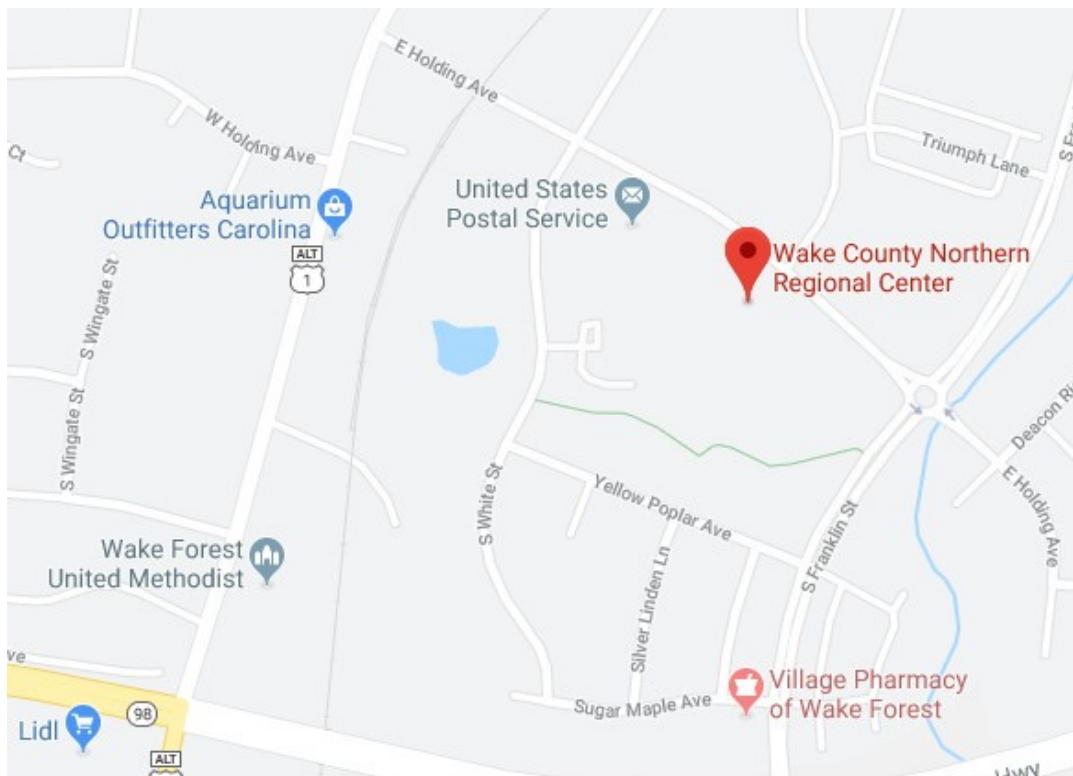 E Holding Ave
W Holding Ave
Ct
Triumph Lane
Aquarium
Outfitters Carolina
United States
Postal Service
ALT
1
Wake County Northern
Regional Center
S Wingate St
S Wingate St
Deacon
E Holding Ave
S White St
Yellow Poplar Ave
Wake Forest
United Methodist
Silver Linden Ln
S Franklin St
Sugar Maple Ave
Village Pharmacy
of Wake Forest
98
Lidl
ALT
Hwy